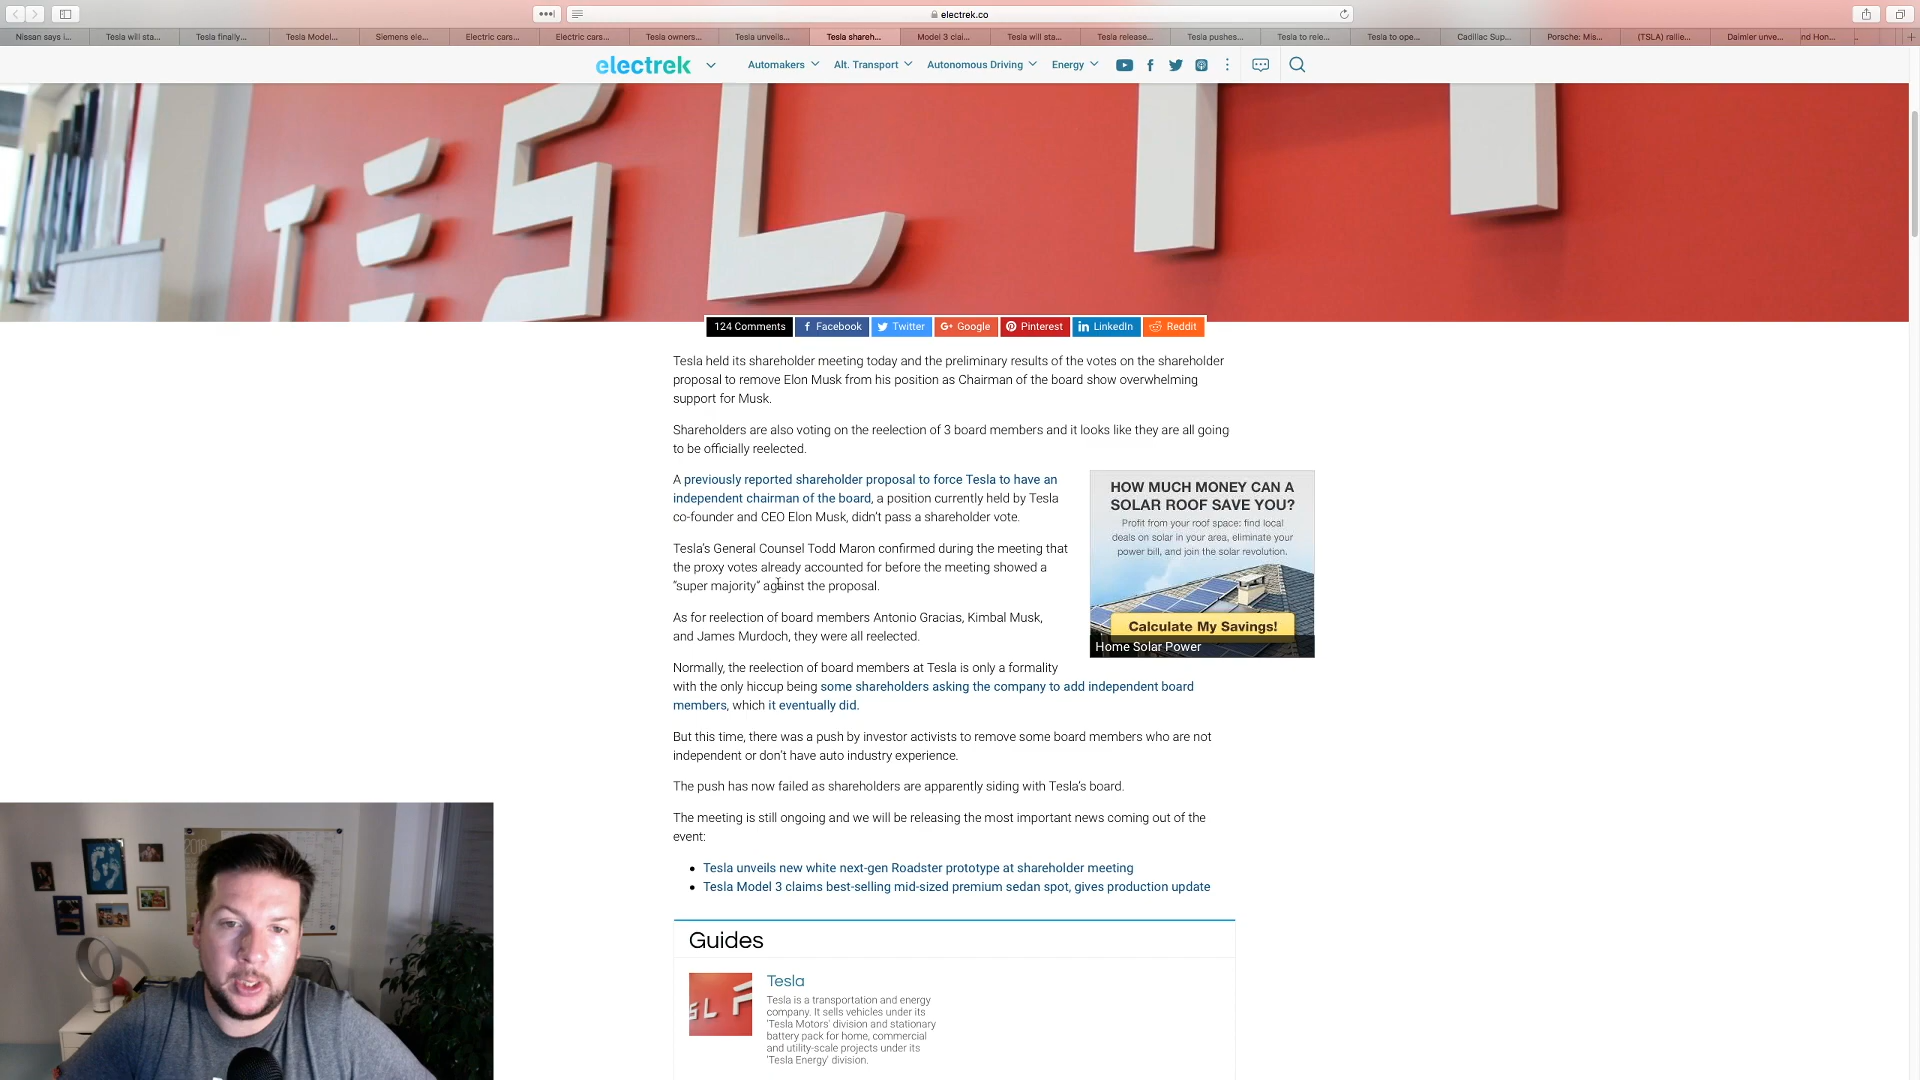 electrek.co
Nissan says i...
Tesla will sta...
Tesla finally...
Tesla Model...
Siemens ele...
Electric cars...
Electric cars...
Tesla owners...
Tesla unveils...
Tesla shareh...
Model 3 clai...
Tesla will sta...
Tesla release...
Tesla pushes...
Tesla to rele...
Tesla to ope...
Cadillac Sup...
Porsche: Mis...
(TSLA) rallie...
Daimler unve...
nd Hon...
electrek
Automakers
Alt. Transport
Autonomous Driving
Energy
TESL
124 Comments
Facebook
Twitter
G+ Google
Pinterest
LinkedIn
Reddit
Tesla held its shareholder meeting today and the preliminary results of the votes on the shareholder
proposal to remove Elon Musk from his position as Chairman of the board show overwhelming
support for Musk.
Shareholders are also voting on the reelection of 3 board members and it looks like they are all going
to be officially reelected.
A previously reported shareholder proposal to force Tesla to have an
independent chairman of the board, a position currently held by Tesla
co-founder and CEO Elon Musk, didn't pass a shareholder vote.
Tesla's General Counsel Todd Maron confirmed during the meeting that
the proxy votes already accounted for before the meeting showed a
"super majority" against the proposal.
As for reelection of board members Antonio Gracias, Kimbal Musk,
and James Murdoch, they were all reelected.
HOW MUCH MONEY CAN A
SOLAR ROOF SAVE YOU?
Profit from your roof space: find local
deals on solar in your area, eliminate your
power bill, and join the solar revolution.
Calculate My Savings!
Home Solar Power
Normally, the reelection of board members at Tesla is only a formality
with the only hiccup being some shareholders asking the company to add independent board
members, which it eventually did.
But this time, there was a push by investor activists to remove some board members who are not
independent or don't have auto industry experience.
The push has now failed as shareholders are apparently siding with Tesla's board.
The meeting is still ongoing and we will be releasing the most important news coming out of the
event:
• Tesla unveils new white next-gen Roadster prototype at shareholder meeting
• Tesla Model 3 claims best-selling mid-sized premium sedan spot, gives production update
Guides
Tesla
Tesla is a transportation and energy
company. It sells vehicles under its
'Tesla Motors' division and stationary
battery pack for home, commercial
and utility-scale projects under its
'Tesla Energy' division.